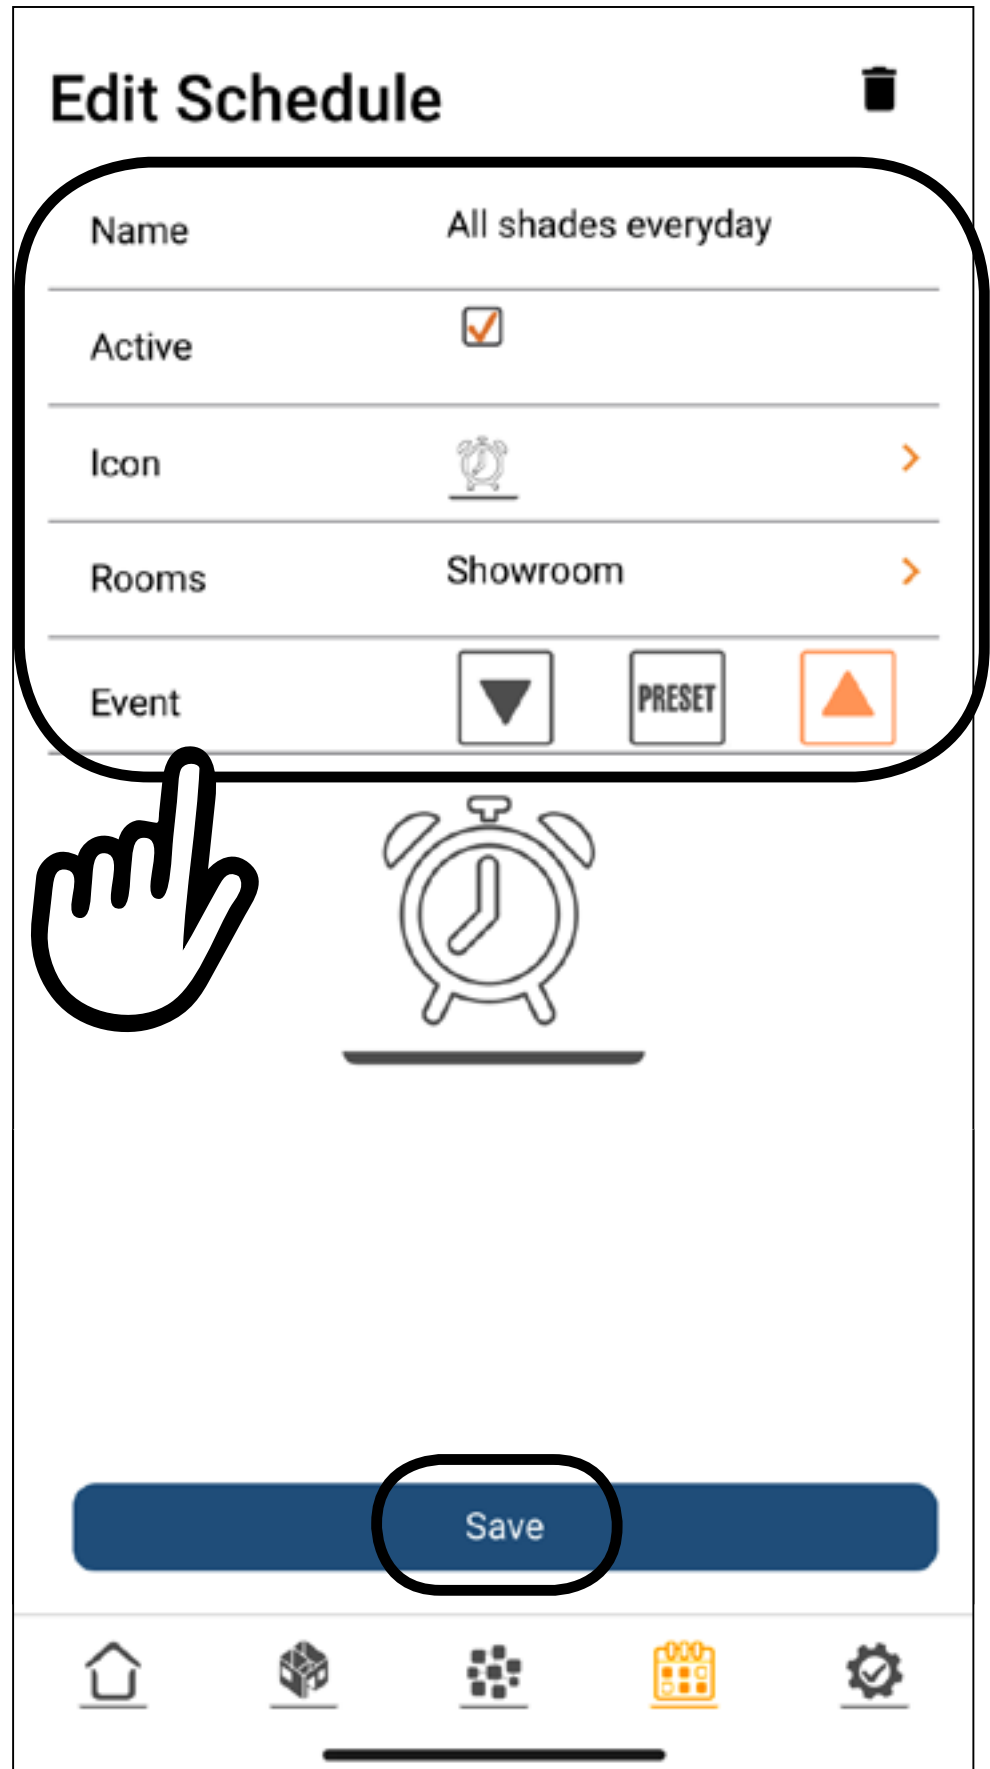 Edit Schedule
Name All shades everyday
Active
Icon
Rooms Showroom
Event PRESET
Save